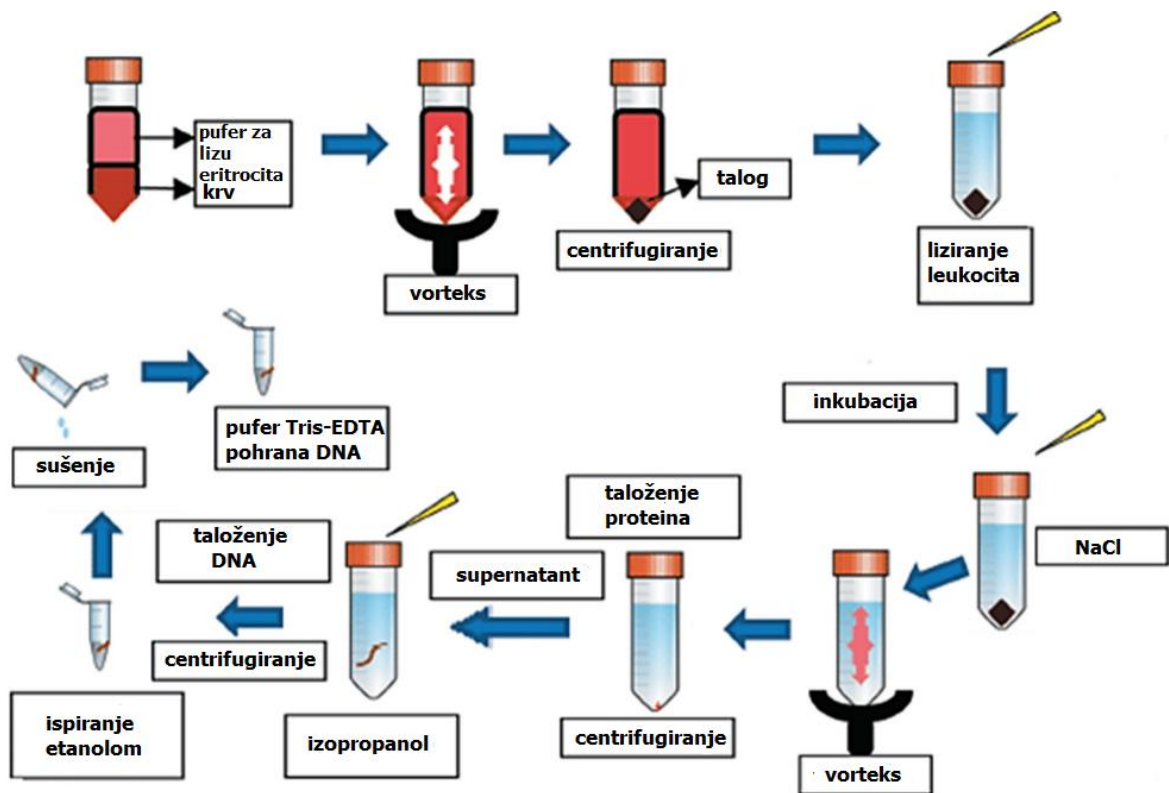 pufer za
lizu
eritrocita
krv
vorteks
centrifugiranje
talog
liziranje
leukocita
inkubacija
NaCl
vorteks
taloženje
proteina
centrifugiranje
supernatant
izopropanol
taloženje
DNA
centrifugiranje
ispiranje
etanolom
sušenje
pufer Tris-EDTA
pohrana DNA